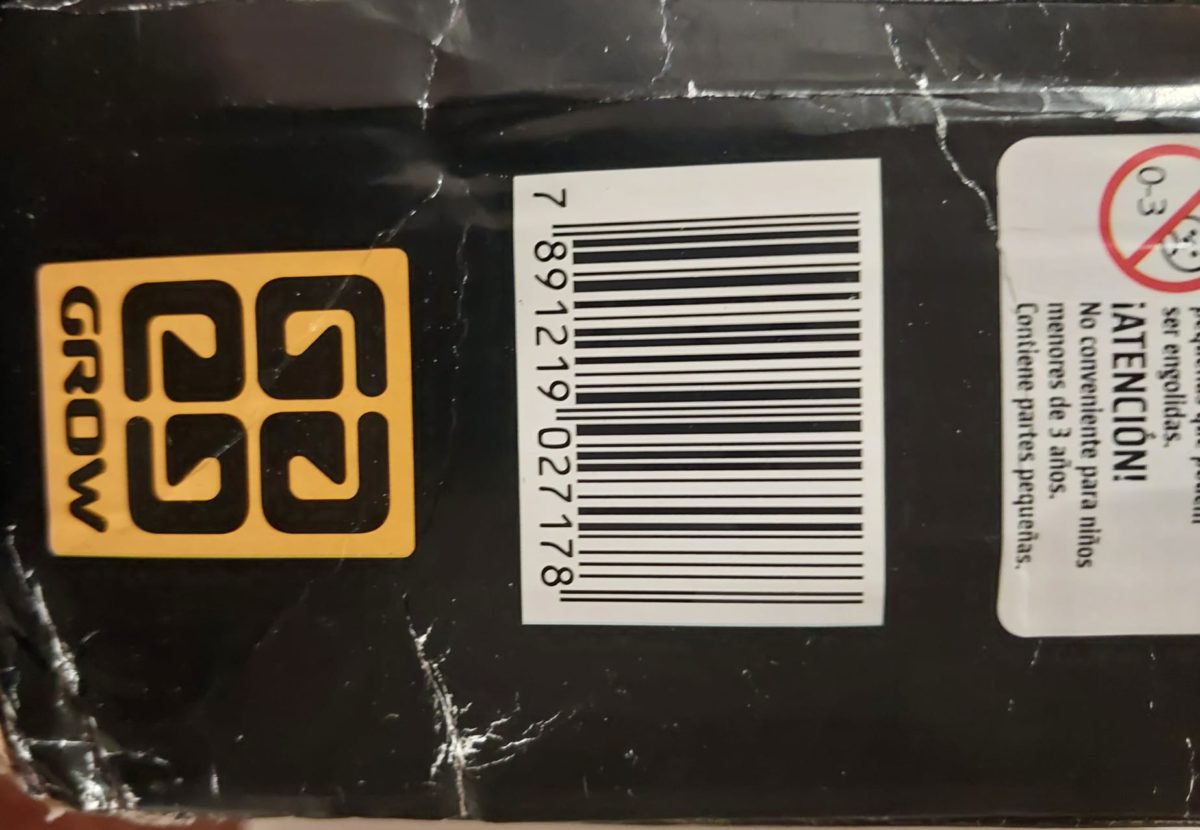 GROW
7 891219 027178
0-3
ser engolidas.
¡ATENCIÓN!
No conveniente para niños
menores de 3 años.
Contiene partes pequeñas.